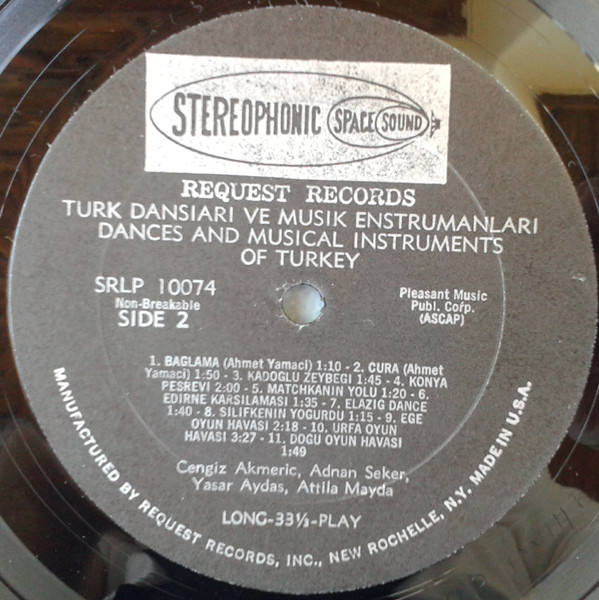 STEREOPHONIC SPACE SOUND
REQUEST RECORDS
TURK DANSIARI VE MUSIK ENSTRUMANLARI
DANCES AND MUSICAL INSTRUMENTS
OF TURKEY
SRLP 10074
Non-Breakable
SIDE 2
Pleasant Music
Publ. Corp.
(ASCAP)
1. BAGLAMA (Ahmet Yamaci) 1:10 - 2. CURA (Ahmet
Yamaci) 1:50 - 3. KADOGLU ZEYBEGI 1:45 - 4. KONYA
PESREVI 2:00 - 5. MATCHKANIN YOLU 1:20 - 6.
EDIRNE KARSILAMASI 1:35 - 7. ELAZIG DANCE
1:40 - 8. SILIFKENIN YOGURDU 1:15 - 9. EGE
OYUN HAVASI 2:18 - 10. URFA OYUN
HAVASI 3:27 - 11. DOGU OYUN HAVASI
1:49
Cengiz Akmeric, Adnan Seker,
Yasar Aydas, Attila Mayda
LONG-33⅓-PLAY
MANUFACTURED BY REQUEST RECORDS, INC., NEW ROCHELLE, N.Y. MADE IN U.S.A.